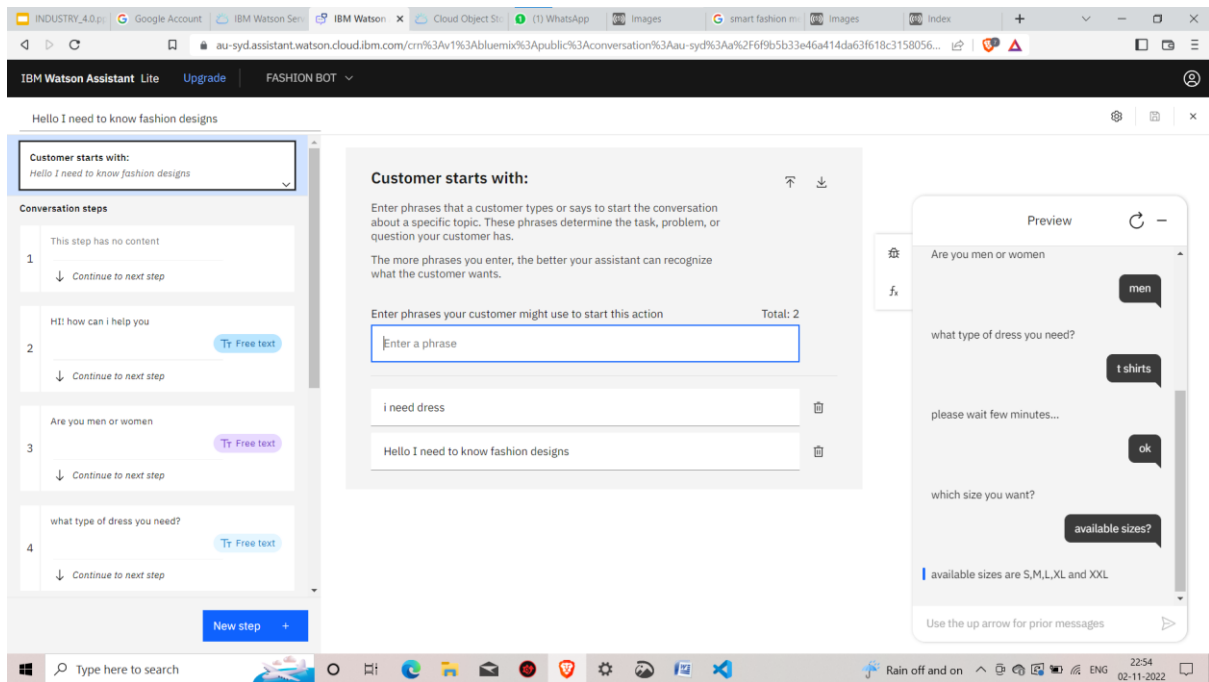 INDUSTRY_4.0.p
Google Account
IBM Watson Serv
IBM Watson
Cloud Object Sto
(1) WhatsApp
Images
smart fashion mo
Images
Index
au-syd.assistant.watson.cloud.ibm.com/crn%3Av1%3Abluemix%3Apublic%3Aconversation%3Aau-syd%3Aa%2F6f9b5b33e46a414da63f618c3158056...
IBM Watson Assistant Lite
Upgrade
FASHION BOT
Hello I need to know fashion designs
Customer starts with:
Hello I need to know fashion designs
Conversation steps
1
This step has no content
Continue to next step
2
HI! how can i help you
Free text
Continue to next step
3
Are you men or women
Free text
Continue to next step
4
what type of dress you need?
Free text
Continue to next step
New step +
Customer starts with:
Enter phrases that a customer types or says to start the conversation
about a specific topic. These phrases determine the task, problem, or
question your customer has.
The more phrases you enter, the better your assistant can recognize
what the customer wants.
Enter phrases your customer might use to start this action
Total: 2
Enter a phrase
i need dress
Hello I need to know fashion designs
Preview
Are you men or women
men
what type of dress you need?
t shirts
please wait few minutes...
ok
which size you want?
available sizes?
available sizes are S,M,L,XL and XXL
Use the up arrow for prior messages
Type here to search
Rain off and on
ENG
22:54
02-11-2022